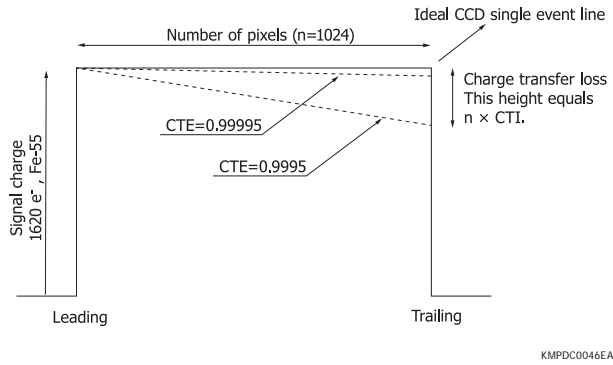 Ideal CCD single event line
Number of pixels (n=1024)
Charge transfer loss
This height equals
n × CTI.
CTE=0.99995
CTE=0.9995
Signal charge
1620 e⁻, Fe-55
Leading
Trailing
KMPDC0046EA